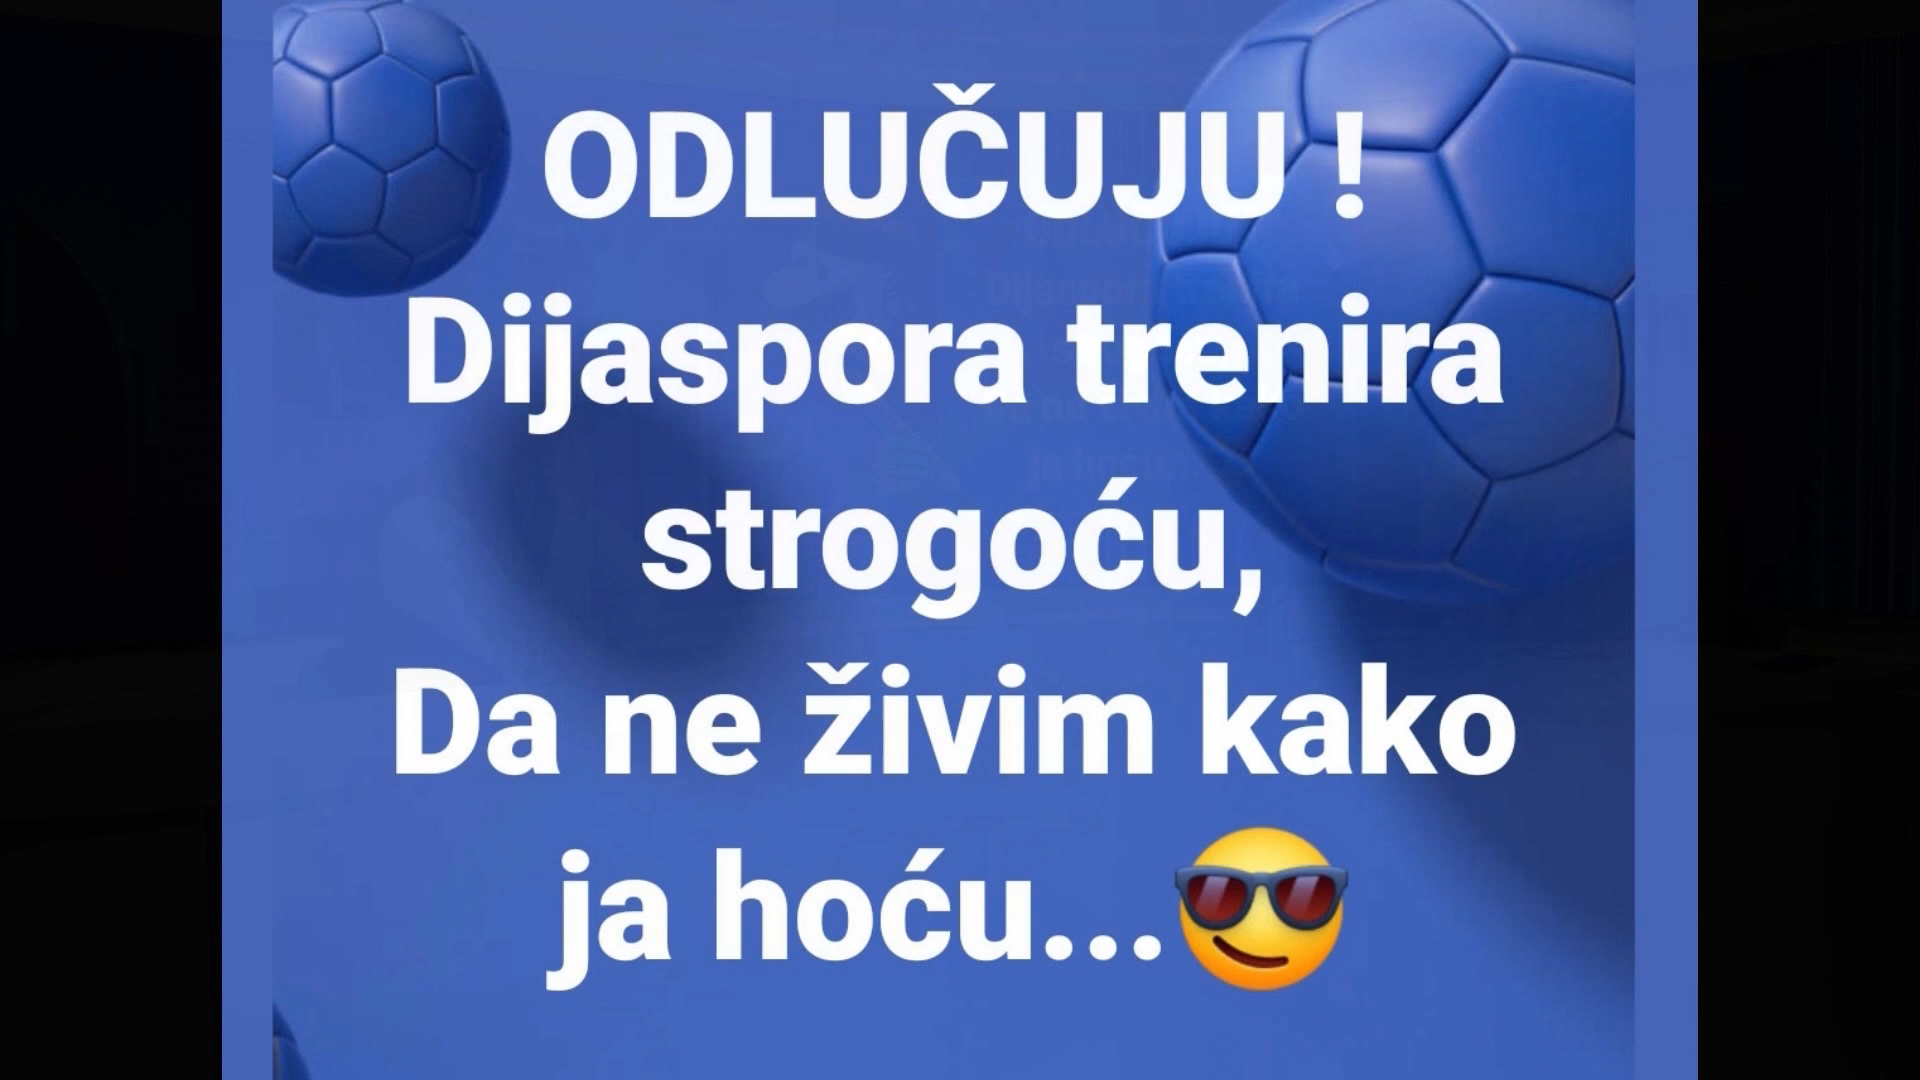 ODLUČUJU !
Dijaspora trenira
strogoću,
Da ne živim kako
ja hoću...😎